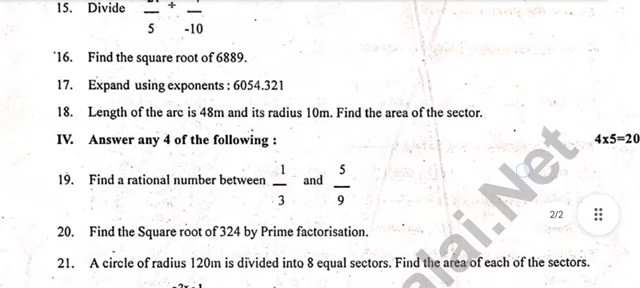 15. Divide ÷
5 -10
16. Find the square root of 6889.
17. Expand using exponents : 6054.321
18. Length of the arc is 48m and its radius 10m. Find the area of the sector.
IV. Answer any 4 of the following : 4x5=20
19. Find a rational number between 1/3 and 5/9
2/2
20. Find the Square root of 324 by Prime factorisation.
21. A circle of radius 120m is divided into 8 equal sectors. Find the area of each of the sectors.
alai.Net